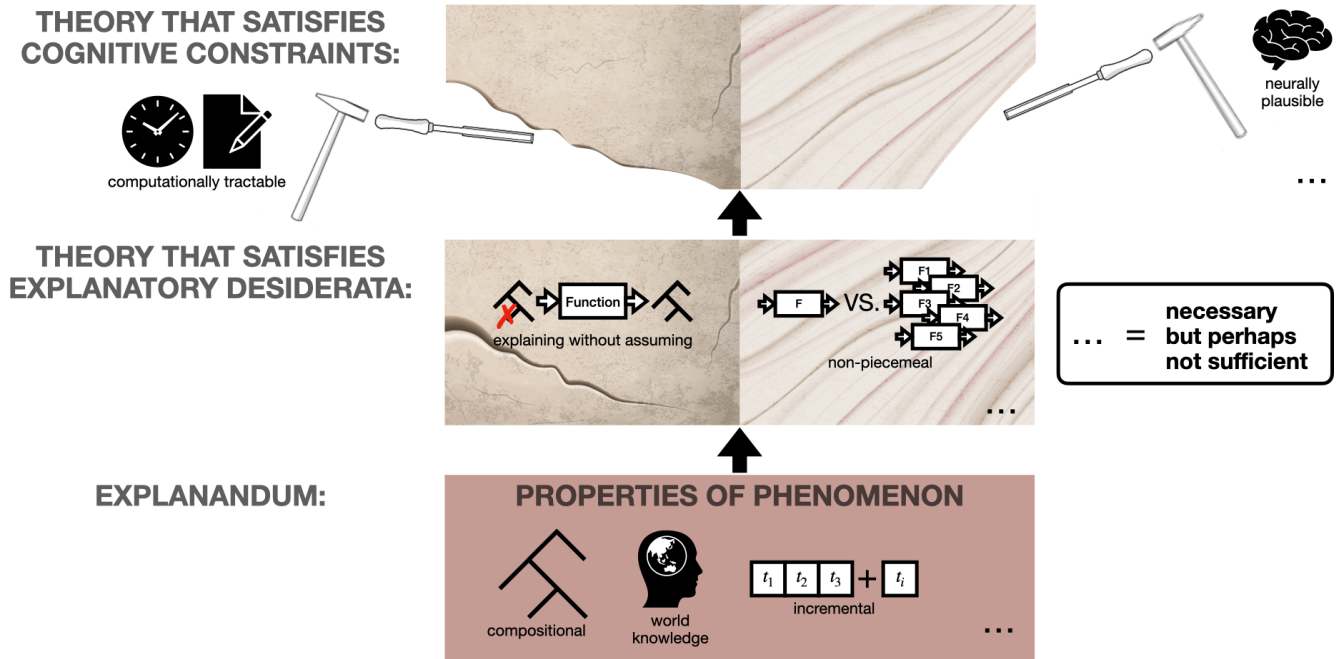 THEORY THAT SATISFIES
COGNITIVE CONSTRAINTS:
computationally tractable
neurally
plausible
...
THEORY THAT SATISFIES
EXPLANATORY DESIDERATA:
Function
explaining without assuming
F
VS.
F1
F2
F3
F4
F5
non-piecemeal
...
... = necessary
but perhaps
not sufficient
EXPLANANDUM:
PROPERTIES OF PHENOMENON
compositional
world
knowledge
t₁ t₂ t₃ + tᵢ
incremental
...